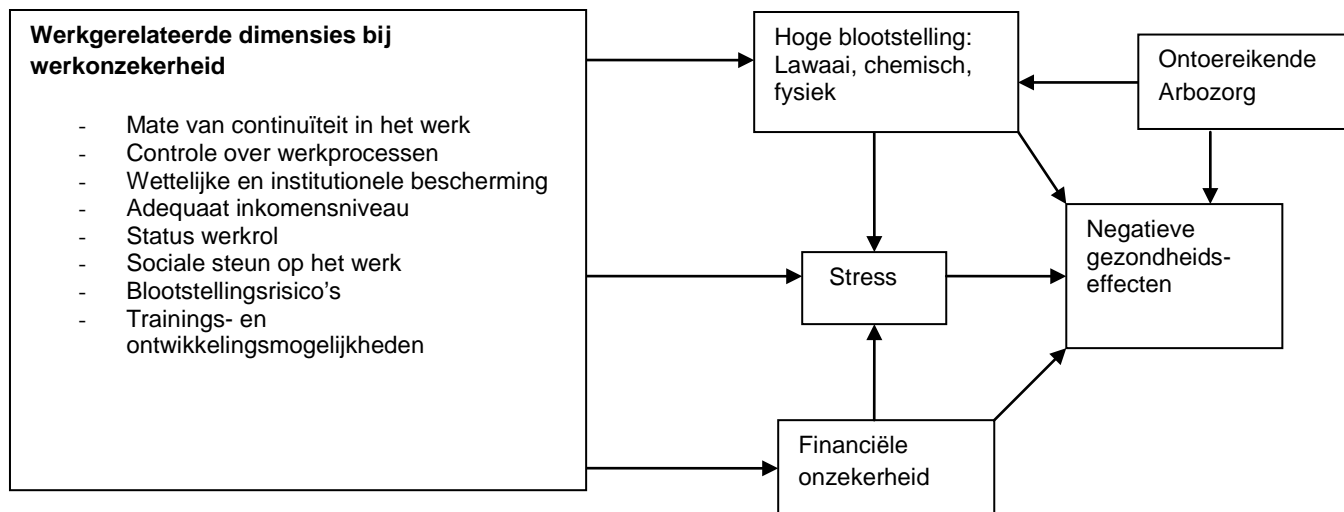 Werkgerelateerde dimensies bij
werkonzekerheid
- Mate van continuïteit in het werk
- Controle over werkprocessen
- Wettelijke en institutionele bescherming
- Adequaat inkomensniveau
- Status werkrol
- Sociale steun op het werk
- Blootstellingsrisico's
- Trainings- en
ontwikkelingsmogelijkheden
Hoge blootstelling:
Lawaai, chemisch,
fysiek
Ontoereikende
Arbozorg
Stress
Negatieve
gezondheids-
effecten
Financiële
onzekerheid